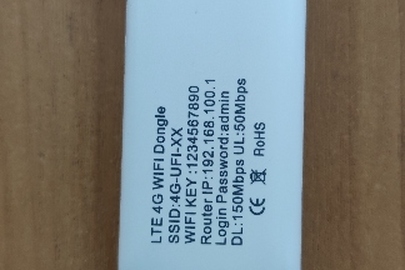 LTE 4G WIFI Dongle
SSID:4G-UFI-XX
WIFI KEY :1234567890
Router IP:192.168.100.1
Login Password:admin
DL:150Mbps UL:50Mbps
CE RoHS